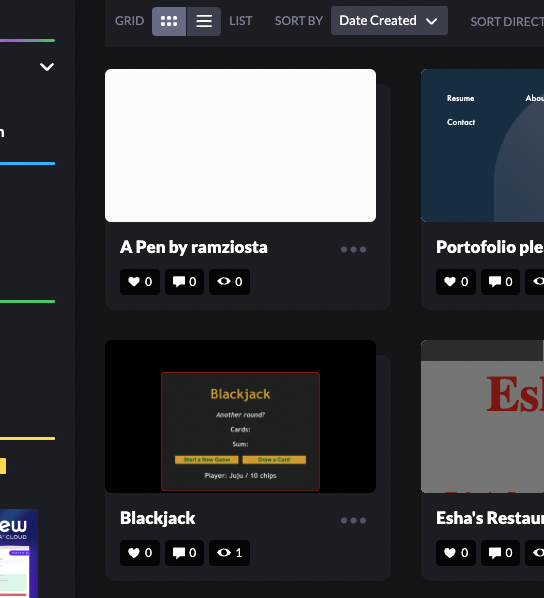 GRID LIST SORT BY Date Created SORT DIRECT
n
Resume Abou
Contact
A Pen by ramziosta
0 0 0
Portofolio ple
0 0
Blackjack
Another round?
Cards:
Sum:
Start a New Game Draw a Card
Player: Juju / 10 chips
Esh
Blackjack
0 0 1
Esha's Restaur
0 0
ew
CLOUD